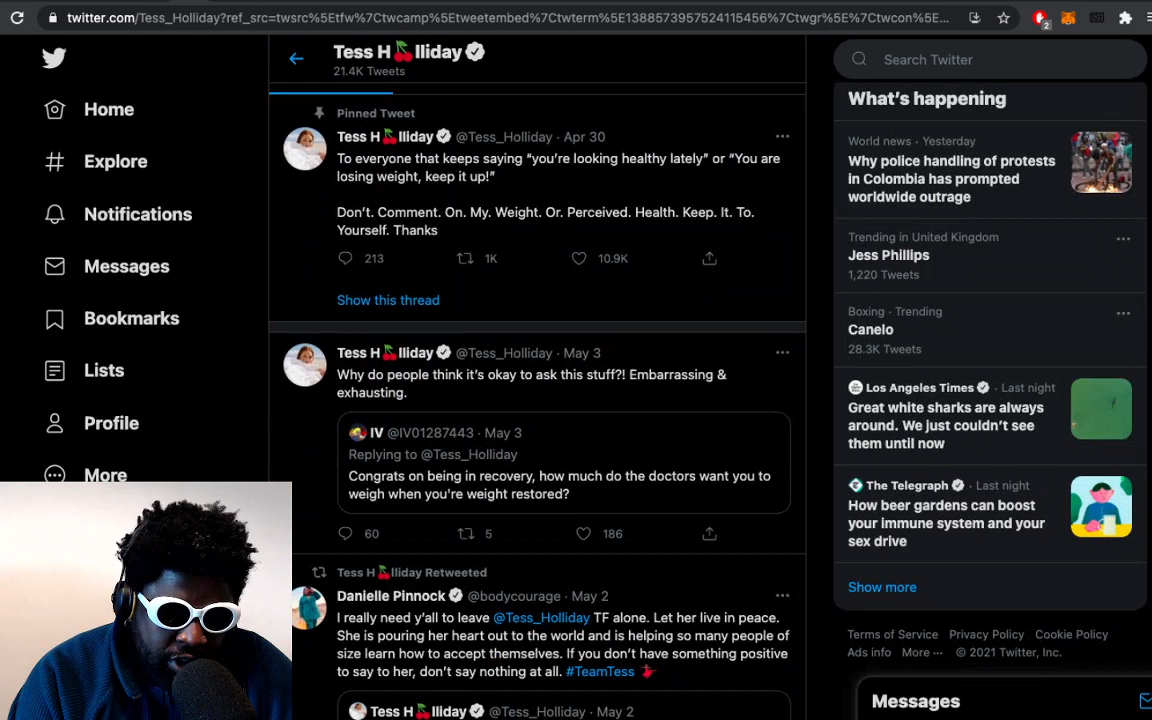 twitter.com/Tess_Holliday?ref_src=twsrc%5Etfw%7Ctwcamp%5Etweetembed%7Ctwterm%5E1388573957524115456%7Ctwgr%5E%7Ctwcon%5E...
2
Home
Explore
Notifications
Messages
Bookmarks
Lists
Profile
More
Tess H🍒lliday
21.4K Tweets
Pinned Tweet
Tess H🍒lliday @Tess_Holliday · Apr 30
To everyone that keeps saying “you’re looking healthy lately” or “You are
losing weight, keep it up!”
Don’t. Comment. On. My. Weight. Or. Perceived. Health. Keep. It. To.
Yourself. Thanks
213 1K 10.9K
Show this thread
Tess H🍒lliday @Tess_Holliday · May 3
Why do people think it’s okay to ask this stuff?! Embarrassing &
exhausting.
IV @IV01287443 · May 3
Replying to @Tess_Holliday
Congrats on being in recovery, how much do the doctors want you to
weigh when you're weight restored?
60 5 186
Tess H🍒lliday Retweeted
Danielle Pinnock @bodycourage · May 2
I really need y’all to leave @Tess_Holliday TF alone. Let her live in peace.
She is pouring her heart out to the world and is helping so many people of
size learn how to accept themselves. If you don’t have something positive
to say to her, don’t say nothing at all. #TeamTess 💃
Tess H🍒lliday @Tess_Holliday · May 2
Search Twitter
What’s happening
World news · Yesterday
Why police handling of protests
in Colombia has prompted
worldwide outrage
Trending in United Kingdom
Jess Phillips
1,220 Tweets
Boxing · Trending
Canelo
28.3K Tweets
Los Angeles Times · Last night
Great white sharks are always
around. We just couldn’t see
them until now
The Telegraph · Last night
How beer gardens can boost
your immune system and your
sex drive
Show more
Terms of Service Privacy Policy Cookie Policy
Ads info More ··· © 2021 Twitter, Inc.
Messages